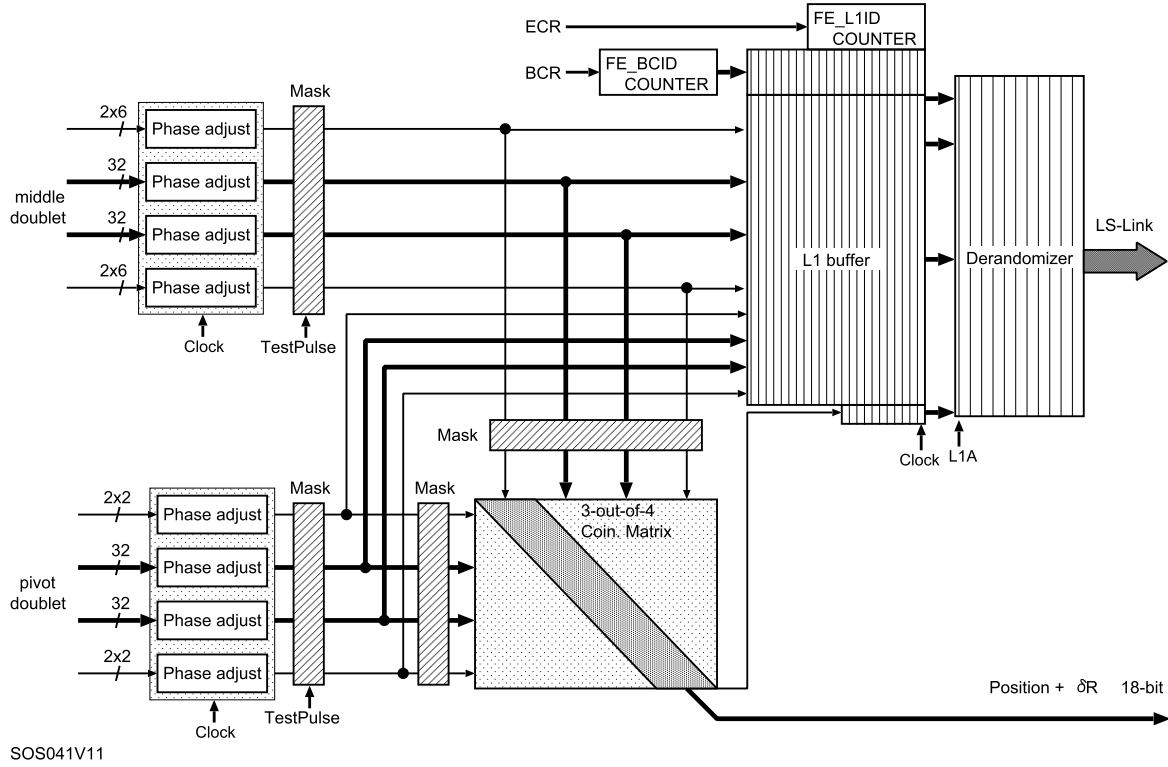 ECR
FE_L1ID
COUNTER
BCR
FE_BCID
COUNTER
Mask
2x6
Phase adjust
32
Phase adjust
middle
doublet
32
Phase adjust
2x6
Phase adjust
Clock
TestPulse
L1 buffer
Derandomizer
LS-Link
Mask
Clock
L1A
Mask
Mask
2x2
Phase adjust
3-out-of-4
Coin. Matrix
32
Phase adjust
pivot
doublet
32
Phase adjust
2x2
Phase adjust
Clock
TestPulse
Position + δR 18-bit
SOS041V11